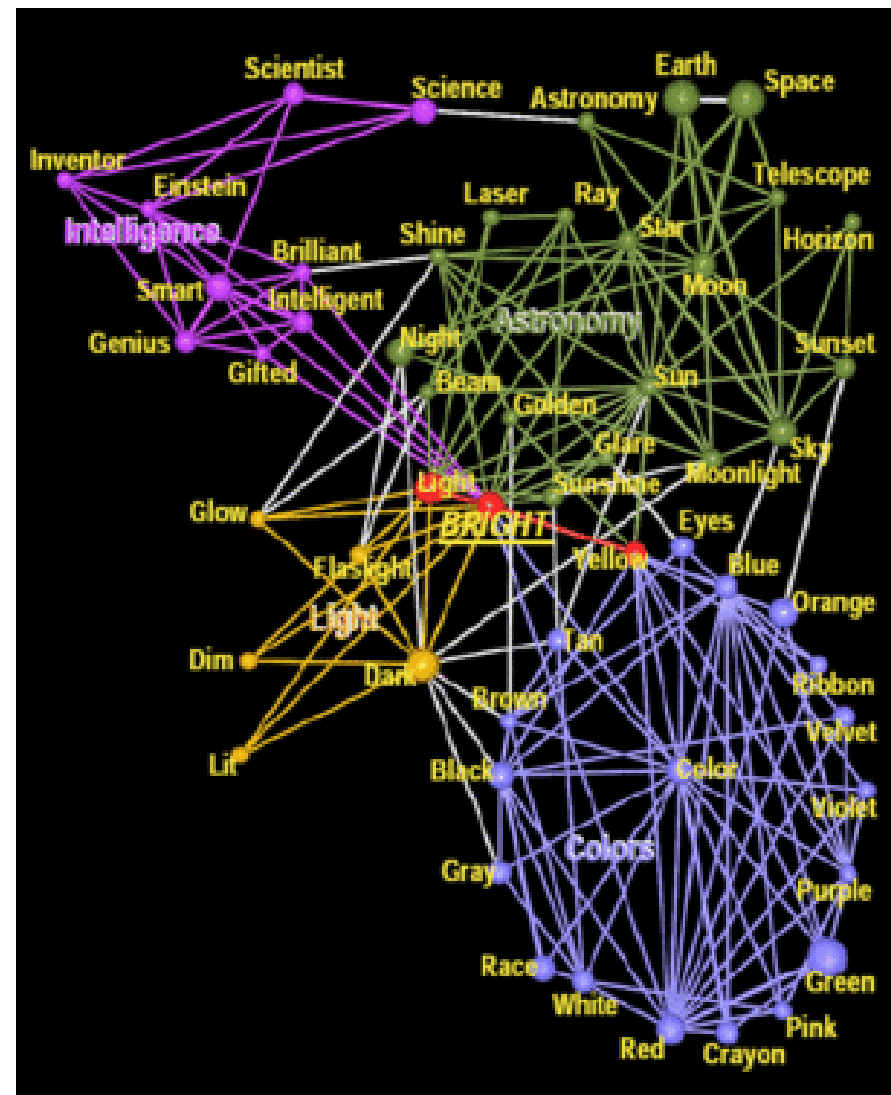 Scientist
Science
Earth
Space
Astronomy
Inventor
Einstein
Telescope
Laser
Ray
Intelligence
Shine
Star
Horizon
Brilliant
Smart
Intelligent
Moon
Astronomy
Genius
Night
Sunset
Gifted
Beam
Sun
Golden
Glare
Sky
Light
Sunshine
Moonlight
Glow
BRIGHT
Eyes
Flashlight
Yellow
Blue
Light
Orange
Dim
Dark
Tan
Ribbon
Brown
Velvet
Lit
Black
Color
Violet
Colors
Gray
Purple
Race
White
Green
Red
Crayon
Pink